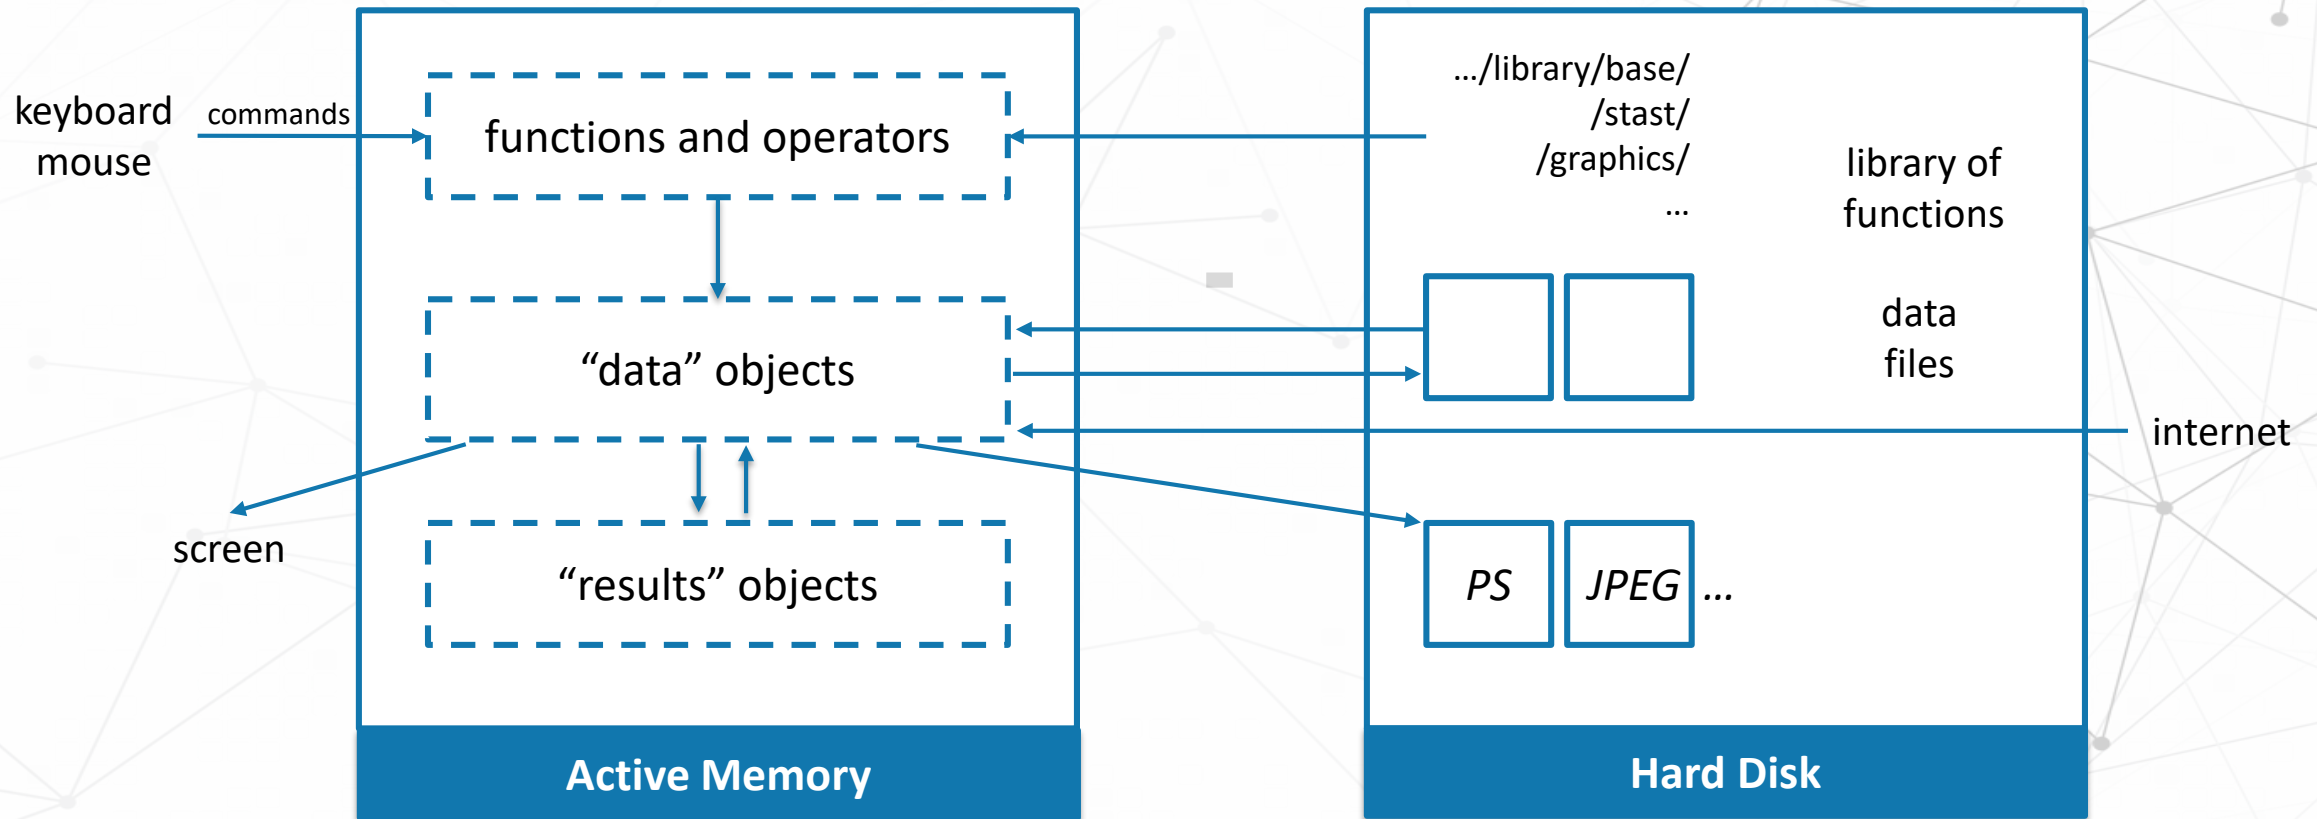 keyboard
mouse
commands
functions and operators
“data” objects
“results” objects
screen
Active Memory
…/library/base/
/stast/
/graphics/
…
library of
functions
data
files
internet
PS
JPEG
…
Hard Disk